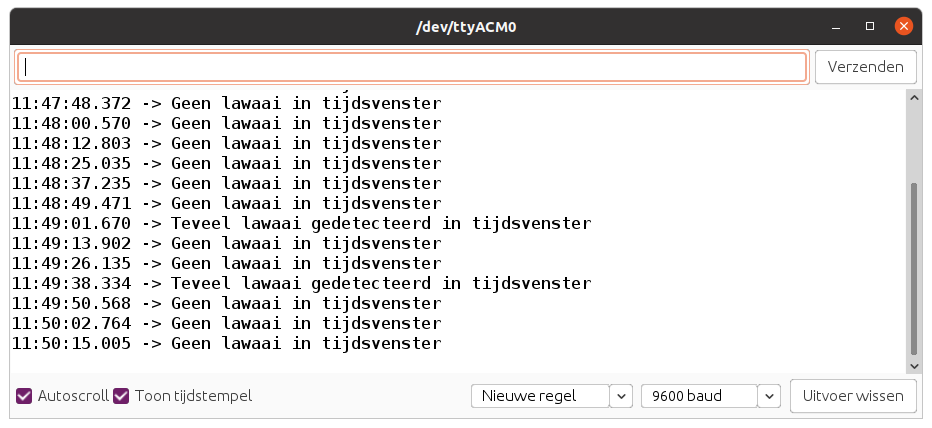 /dev/ttyACM0
Verzenden
11:47:48.372 -> Geen lawaai in tijdsvenster
11:48:00.570 -> Geen lawaai in tijdsvenster
11:48:12.803 -> Geen lawaai in tijdsvenster
11:48:25.035 -> Geen lawaai in tijdsvenster
11:48:37.235 -> Geen lawaai in tijdsvenster
11:48:49.471 -> Geen lawaai in tijdsvenster
11:49:01.670 -> Teveel lawaai gedetecteerd in tijdsvenster
11:49:13.902 -> Geen lawaai in tijdsvenster
11:49:26.135 -> Geen lawaai in tijdsvenster
11:49:38.334 -> Teveel lawaai gedetecteerd in tijdsvenster
11:49:50.568 -> Geen lawaai in tijdsvenster
11:50:02.764 -> Geen lawaai in tijdsvenster
11:50:15.005 -> Geen lawaai in tijdsvenster
Autoscroll Toon tijdstempel Nieuwe regel 9600 baud Uitvoer wissen